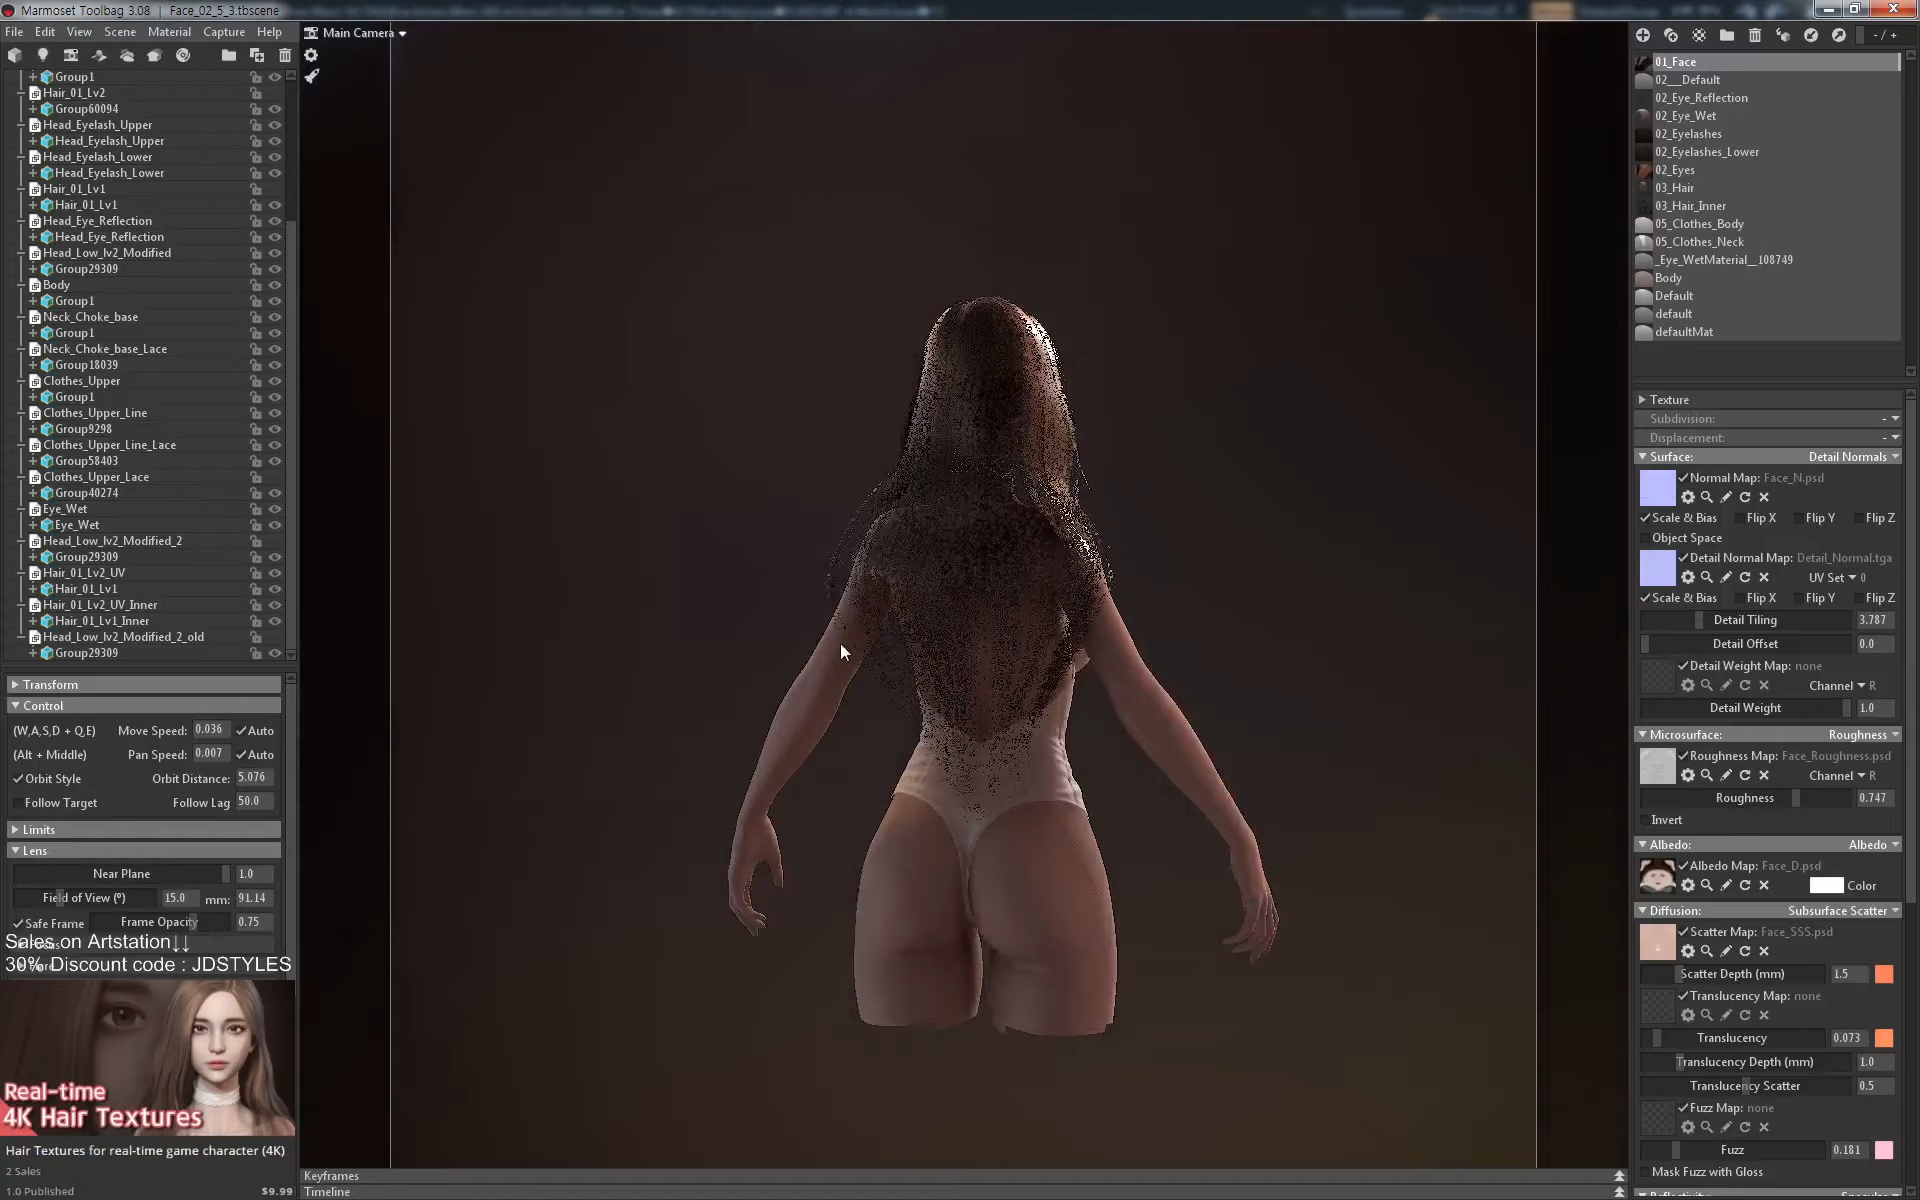 Marmoset Toolbag 3.08 | Face_02_5_3.tbscene
File Edit View Scene Material Capture Help
Main Camera
- / +
Group1
Hair_01_Lv2
Group60094
Head_Eyelash_Upper
Head_Eyelash_Upper
Head_Eyelash_Lower
Head_Eyelash_Lower
Hair_01_Lv1
Hair_01_Lv1
Head_Eye_Reflection
Head_Eye_Reflection
Head_Low_lv2_Modified
Group29309
Body
Group1
Neck_Choke_base
Group1
Neck_Choke_base_Lace
Group18039
Clothes_Upper
Group1
Clothes_Upper_Line
Group9298
Clothes_Upper_Line_Lace
Group58403
Clothes_Upper_Lace
Group40274
Eye_Wet
Eye_Wet
Head_Low_lv2_Modified_2
Group29309
Hair_01_Lv2_UV
Hair_01_Lv1
Hair_01_Lv2_UV_Inner
Hair_01_Lv1_Inner
Head_Low_lv2_Modified_2_old
Group29309
Transform
Control
(W,A,S,D + Q,E) Move Speed: 0.036 Auto
(Alt + Middle) Pan Speed: 0.007 Auto
Orbit Style Orbit Distance: 5.076
Follow Target Follow Lag 50.0
Limits
Lens
Near Plane 1.0
Field of View (º) 15.0 mm: 91.14
Safe Frame Frame Opacity 0.75
Sales on Artstation↓↓
30% Discount code : JDSTYLES
Real-time
4K Hair Textures
Hair Textures for real-time game character (4K)
2 Sales
1.0 Published $9.99
Keyframes
Timeline
01_Face
02__Default
02_Eye_Reflection
02_Eye_Wet
02_Eyelashes
02_Eyelashes_Lower
02_Eyes
03_Hair
03_Hair_Inner
05_Clothes_Body
05_Clothes_Neck
_Eye_WetMaterial__108749
Body
Default
default
defaultMat
Texture
Subdivision: -
Displacement: -
Surface: Detail Normals
Normal Map: Face_N.psd
Scale & Bias Flip X Flip Y Flip Z
Object Space
Detail Normal Map: Detail_Normal.tga
UV Set 0
Scale & Bias Flip X Flip Y Flip Z
Detail Tiling 3.787
Detail Offset 0.0
Detail Weight Map: none
Channel R
Detail Weight 1.0
Microsurface: Roughness
Roughness Map: Face_Roughness.psd
Channel R
Roughness 0.747
Invert
Albedo: Albedo
Albedo Map: Face_D.psd
Color
Diffusion: Subsurface Scatter
Scatter Map: Face_SSS.psd
Scatter Depth (mm) 1.5
Translucency Map: none
Translucency 0.073
Translucency Depth (mm) 1.0
Translucency Scatter 0.5
Fuzz Map: none
Fuzz 0.181
Mask Fuzz with Gloss